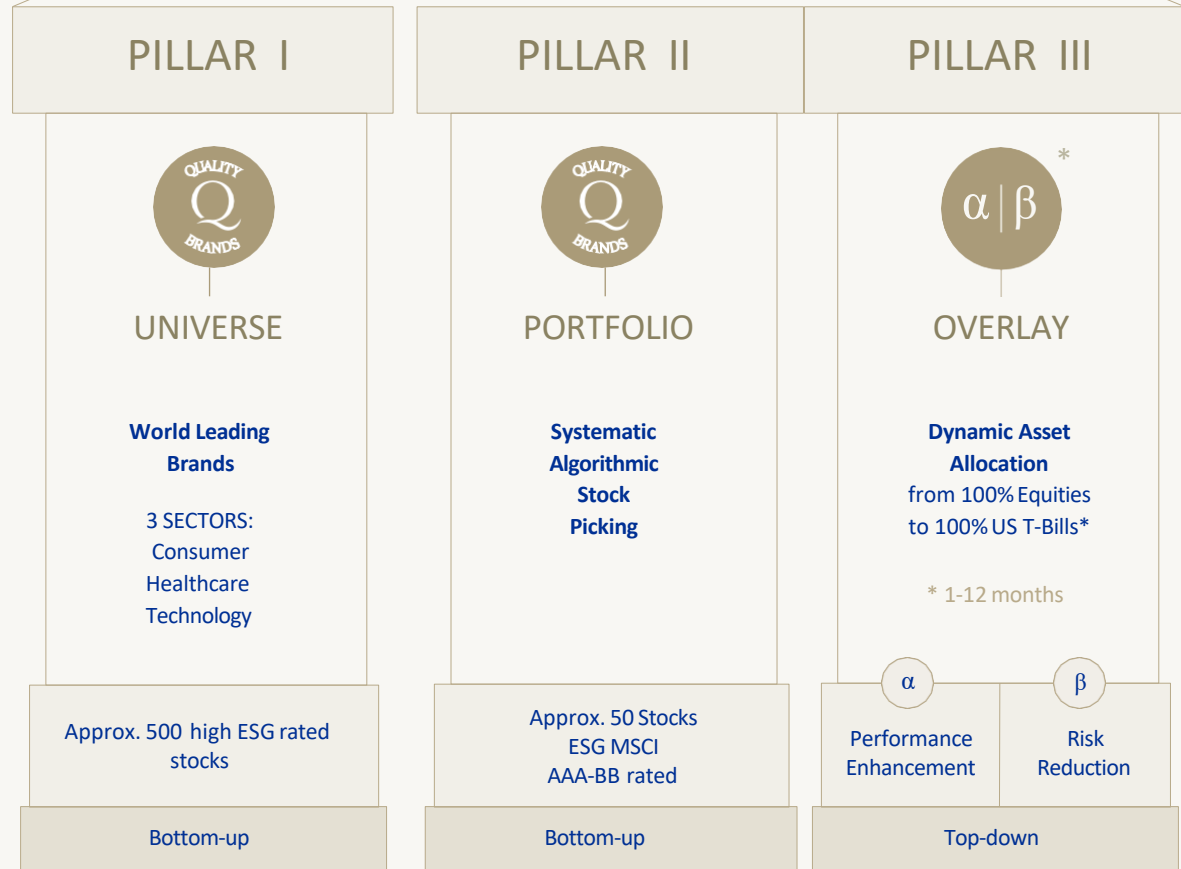 PILLAR I
QUALITY
Q
BRANDS
UNIVERSE
World Leading
Brands
3 SECTORS:
Consumer
Healthcare
Technology
Approx. 500 high ESG rated
stocks
Bottom-up
PILLAR II
QUALITY
Q
BRANDS
PORTFOLIO
Systematic
Algorithmic
Stock
Picking
Approx. 50 Stocks
ESG MSCI
AAA-BB rated
Bottom-up
PILLAR III
α|β *
OVERLAY
Dynamic Asset
Allocation
from 100% Equities
to 100% US T-Bills*
* 1-12 months
α
Performance
Enhancement
β
Risk
Reduction
Top-down